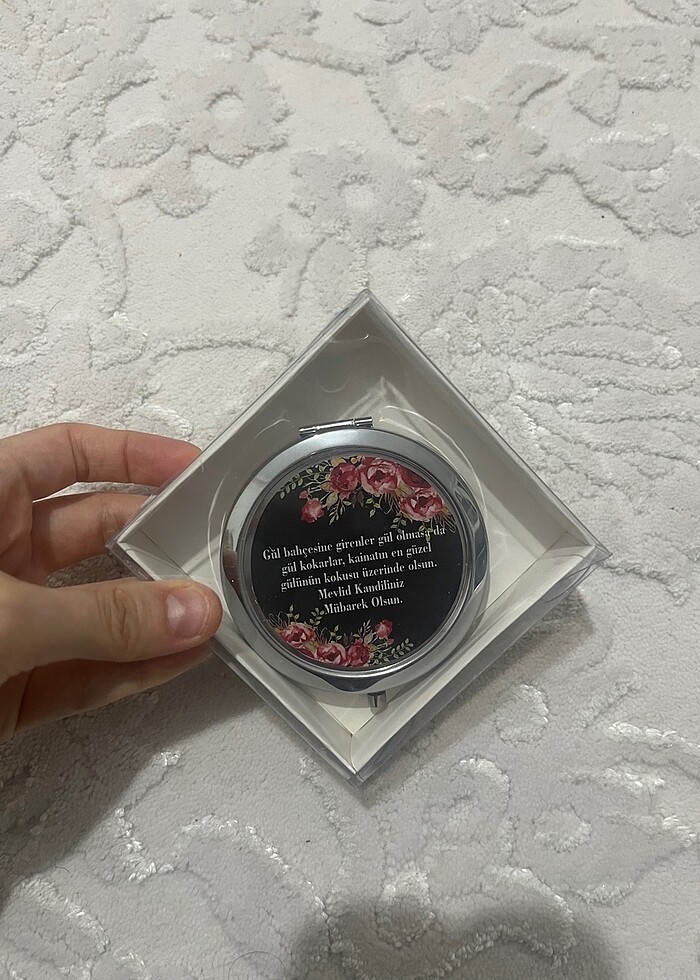 Gül bahçesine girenler gül olmasa da
gül kokarlar, kainatın en güzel
gülünün kokusu üzerinde olsun.
Mevlid Kandiliniz
Mübarek Olsun.